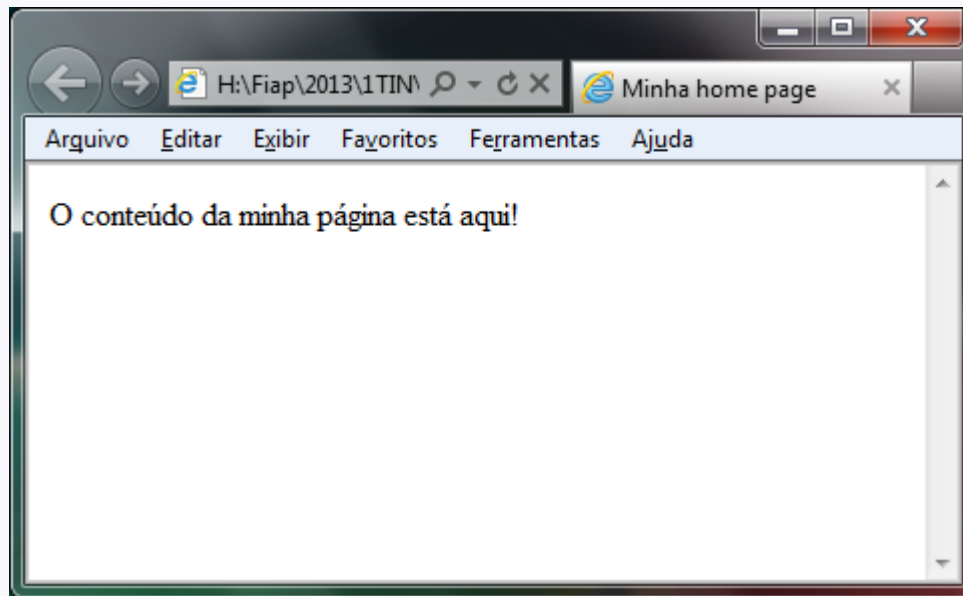 H:\Fiap\2013\1TIN\ Minha home page
Arquivo Editar Exibir Favoritos Ferramentas Ajuda
O conteúdo da minha página está aqui!